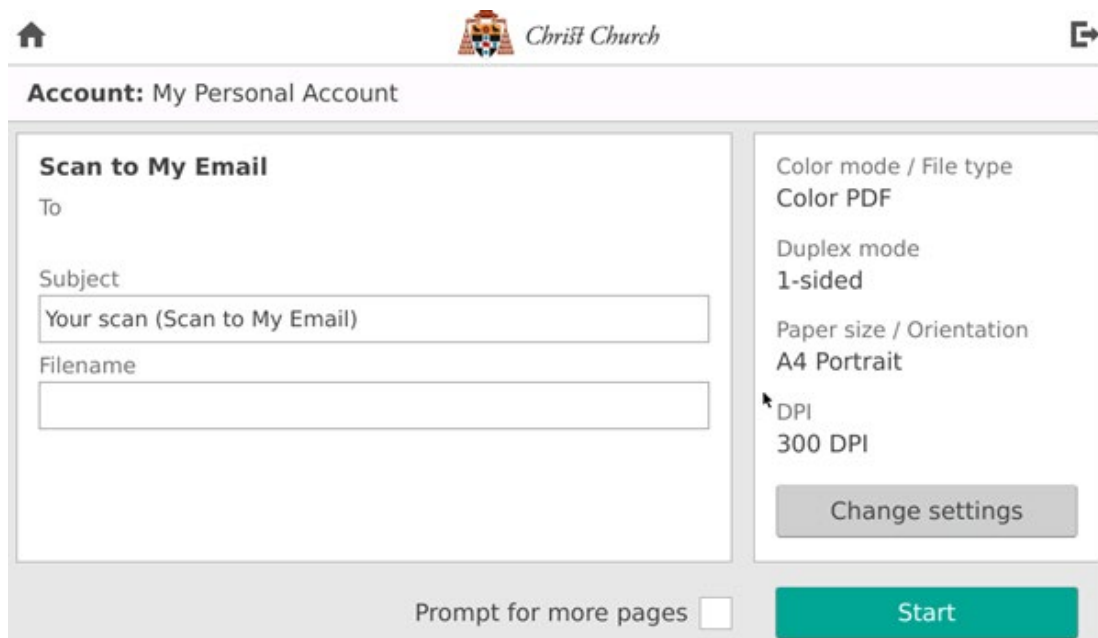 Christ Church
Account: My Personal Account
Scan to My Email
To
Subject
Your scan (Scan to My Email)
Filename
Color mode / File type
Color PDF
Duplex mode
1-sided
Paper size / Orientation
A4 Portrait
DPI
300 DPI
Change settings
Prompt for more pages
Start